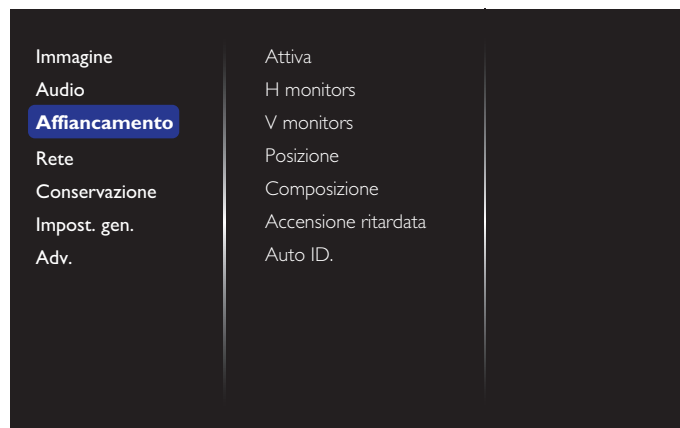 Immagine
Audio
Affiancamento
Rete
Conservazione
Impost. gen.
Adv.
Attiva
H monitors
V monitors
Posizione
Composizione
Accensione ritardata
Auto ID.